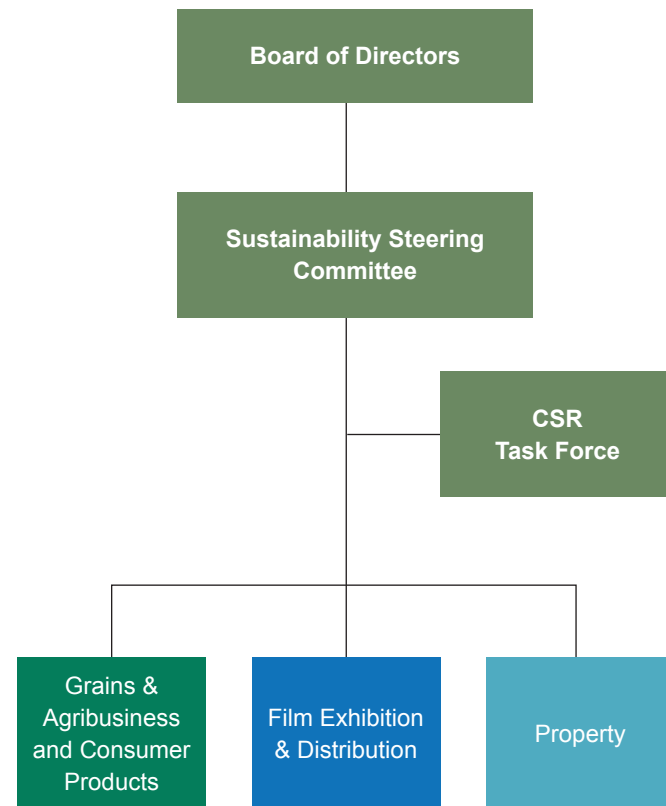 Board of Directors
Sustainability Steering
Committee
CSR
Task Force
Grains &
Agribusiness
and Consumer
Products
Film Exhibition
& Distribution
Property